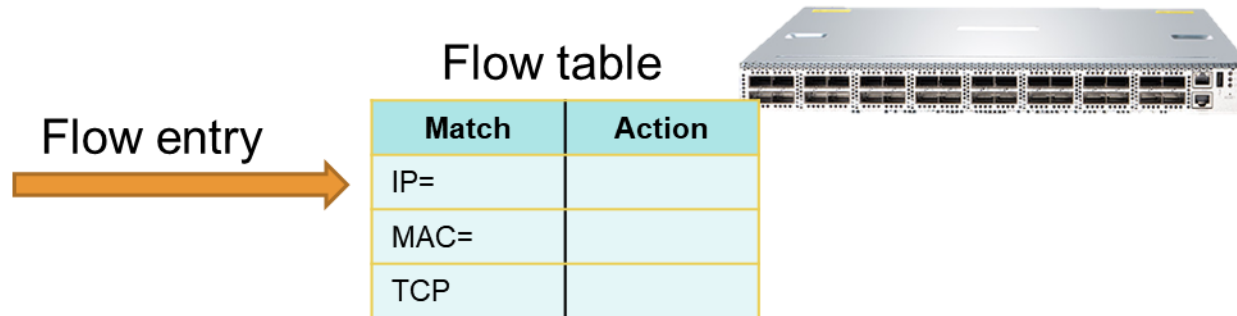 Flow table
Flow entry
Match Action
IP=
MAC=
TCP